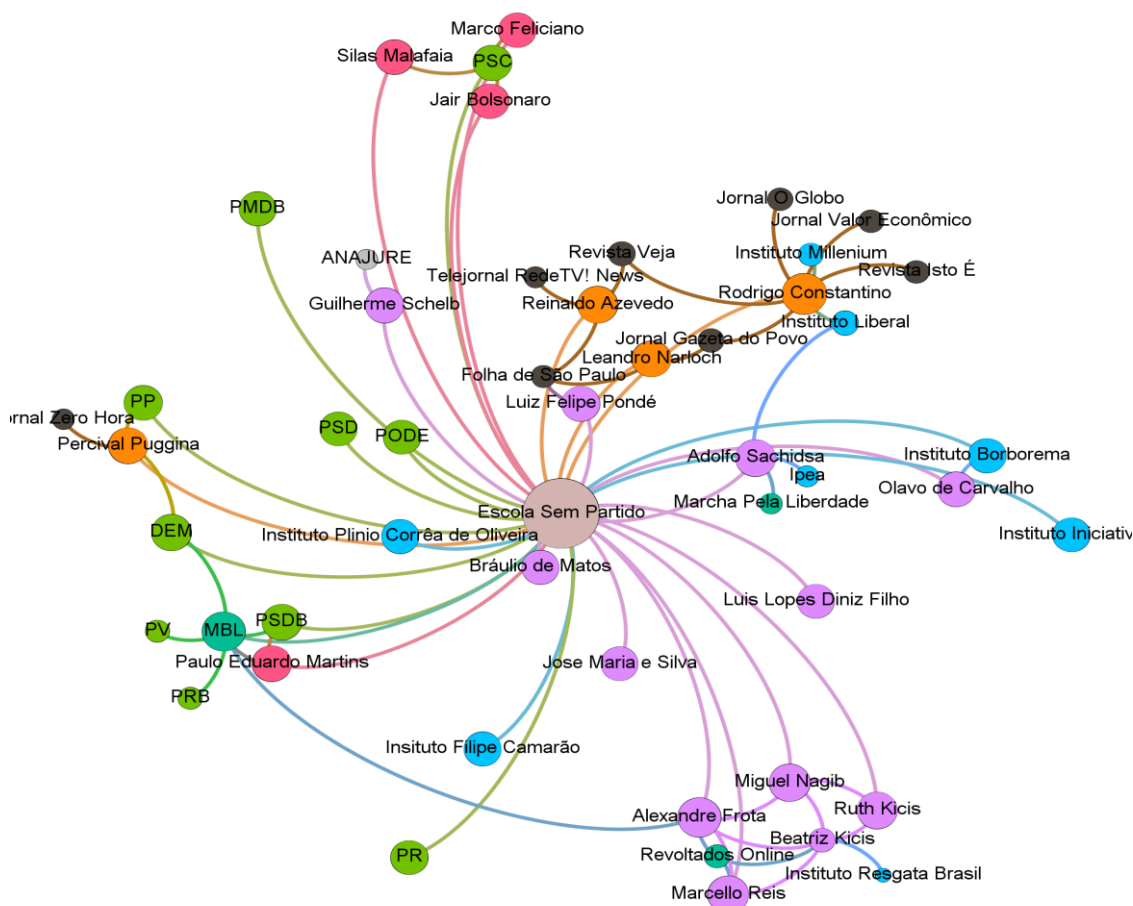 Marco Feliciano
Silas Malafaia
PSC
Jair Bolsonaro
PMDB
Jornal O Globo
Jornal Valor Econômico
ANAJURE
Revista Veja
Instituto Millenium
Telejornal RedeTV! News
Revista Isto É
Guilherme Schelb
Reinaldo Azevedo
Rodrigo Constantino
Instituto Liberal
Jornal Gazeta do Povo
Leandro Narloch
Folha de São Paulo
PP
Luiz Felipe Pondé
ornal Zero Hora
PSD
PODE
Percival Puggina
Adolfo Sachidsa
Instituto Borborema
Ipea
Olavo de Carvalho
Marcha Pela Liberdade
Escola Sem Partido
DEM
Instituto Plinio Corrêa de Oliveira
Instituto Iniciativ
Bráulio de Matos
Luis Lopes Diniz Filho
PSDB
PV
MBL
Paulo Eduardo Martins
Jose Maria e Silva
PRB
Insituto Filipe Camarão
Miguel Nagib
Ruth Kicis
Alexandre Frota
Beatriz Kicis
PR
Revoltados Online
Instituto Resgata Brasil
Marcello Reis